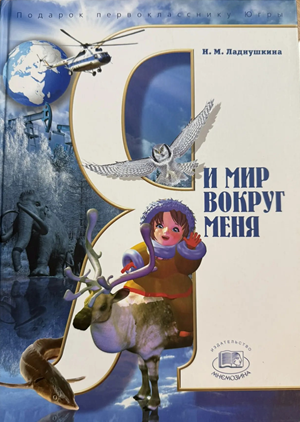 Подарок первокласснику Югры
Н. М. Ладнушкина
Я
И МИР
ВОКРУГ
МЕНЯ
ИЗДАТЕЛЬСТВО
МНЕМОЗИНА